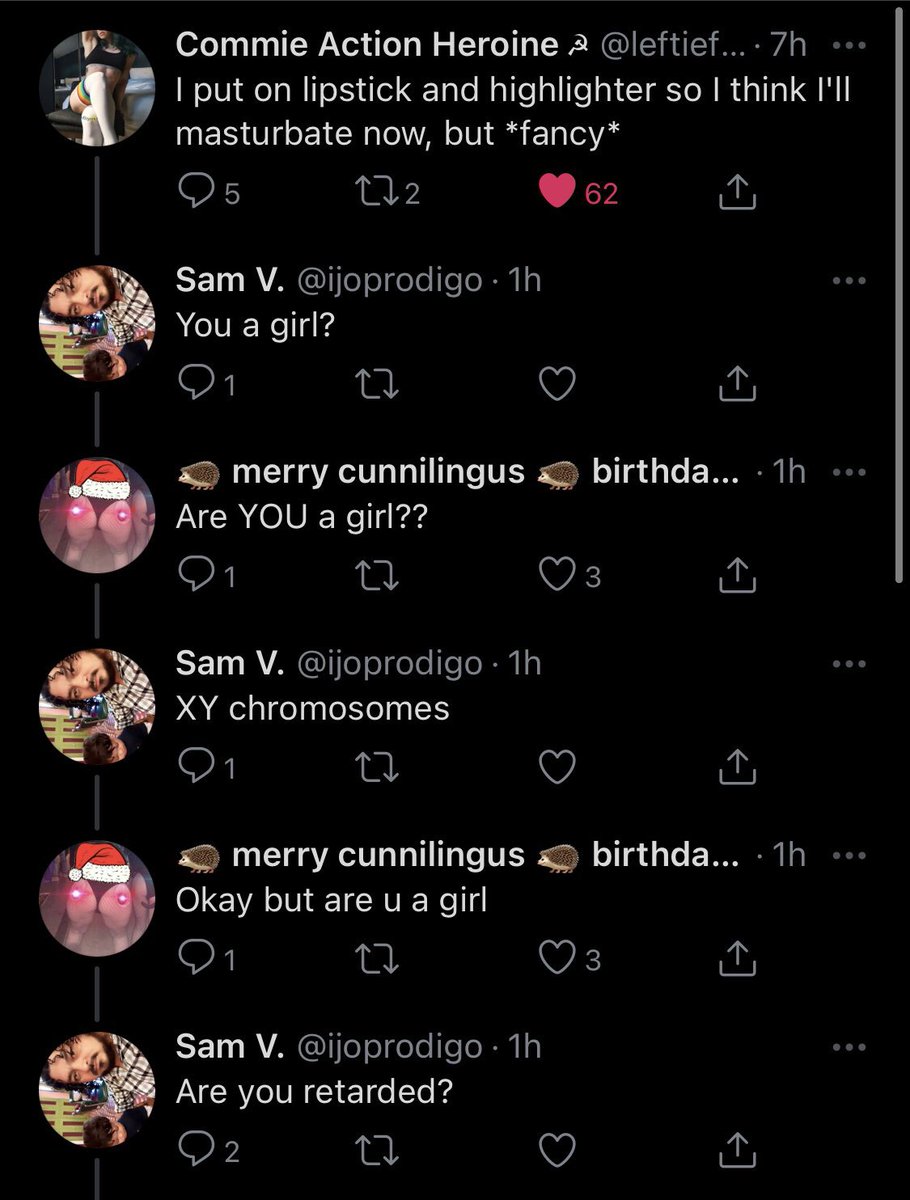 Commie Action Heroine ☭ @leftief... · 7h
I put on lipstick and highlighter so I think I'll
masturbate now, but *fancy*
5 2 62
Sam V. @ijoprodigo · 1h
You a girl?
1
🦔 merry cunnilingus 🦔 birthda... · 1h
Are YOU a girl??
1 3
Sam V. @ijoprodigo · 1h
XY chromosomes
1
🦔 merry cunnilingus 🦔 birthda... · 1h
Okay but are u a girl
1 3
Sam V. @ijoprodigo · 1h
Are you retarded?
2